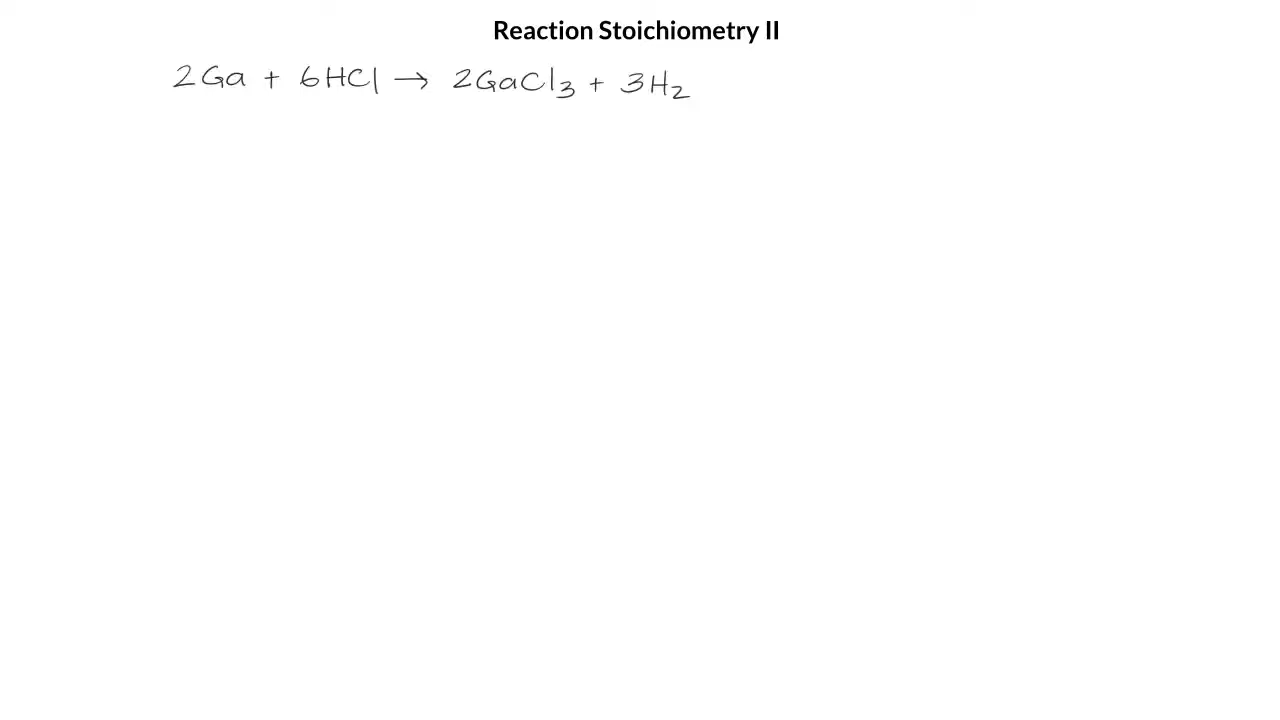 Reaction Stoichiometry II
2Ga + 6HCl → 2GaCl₃ + 3H₂